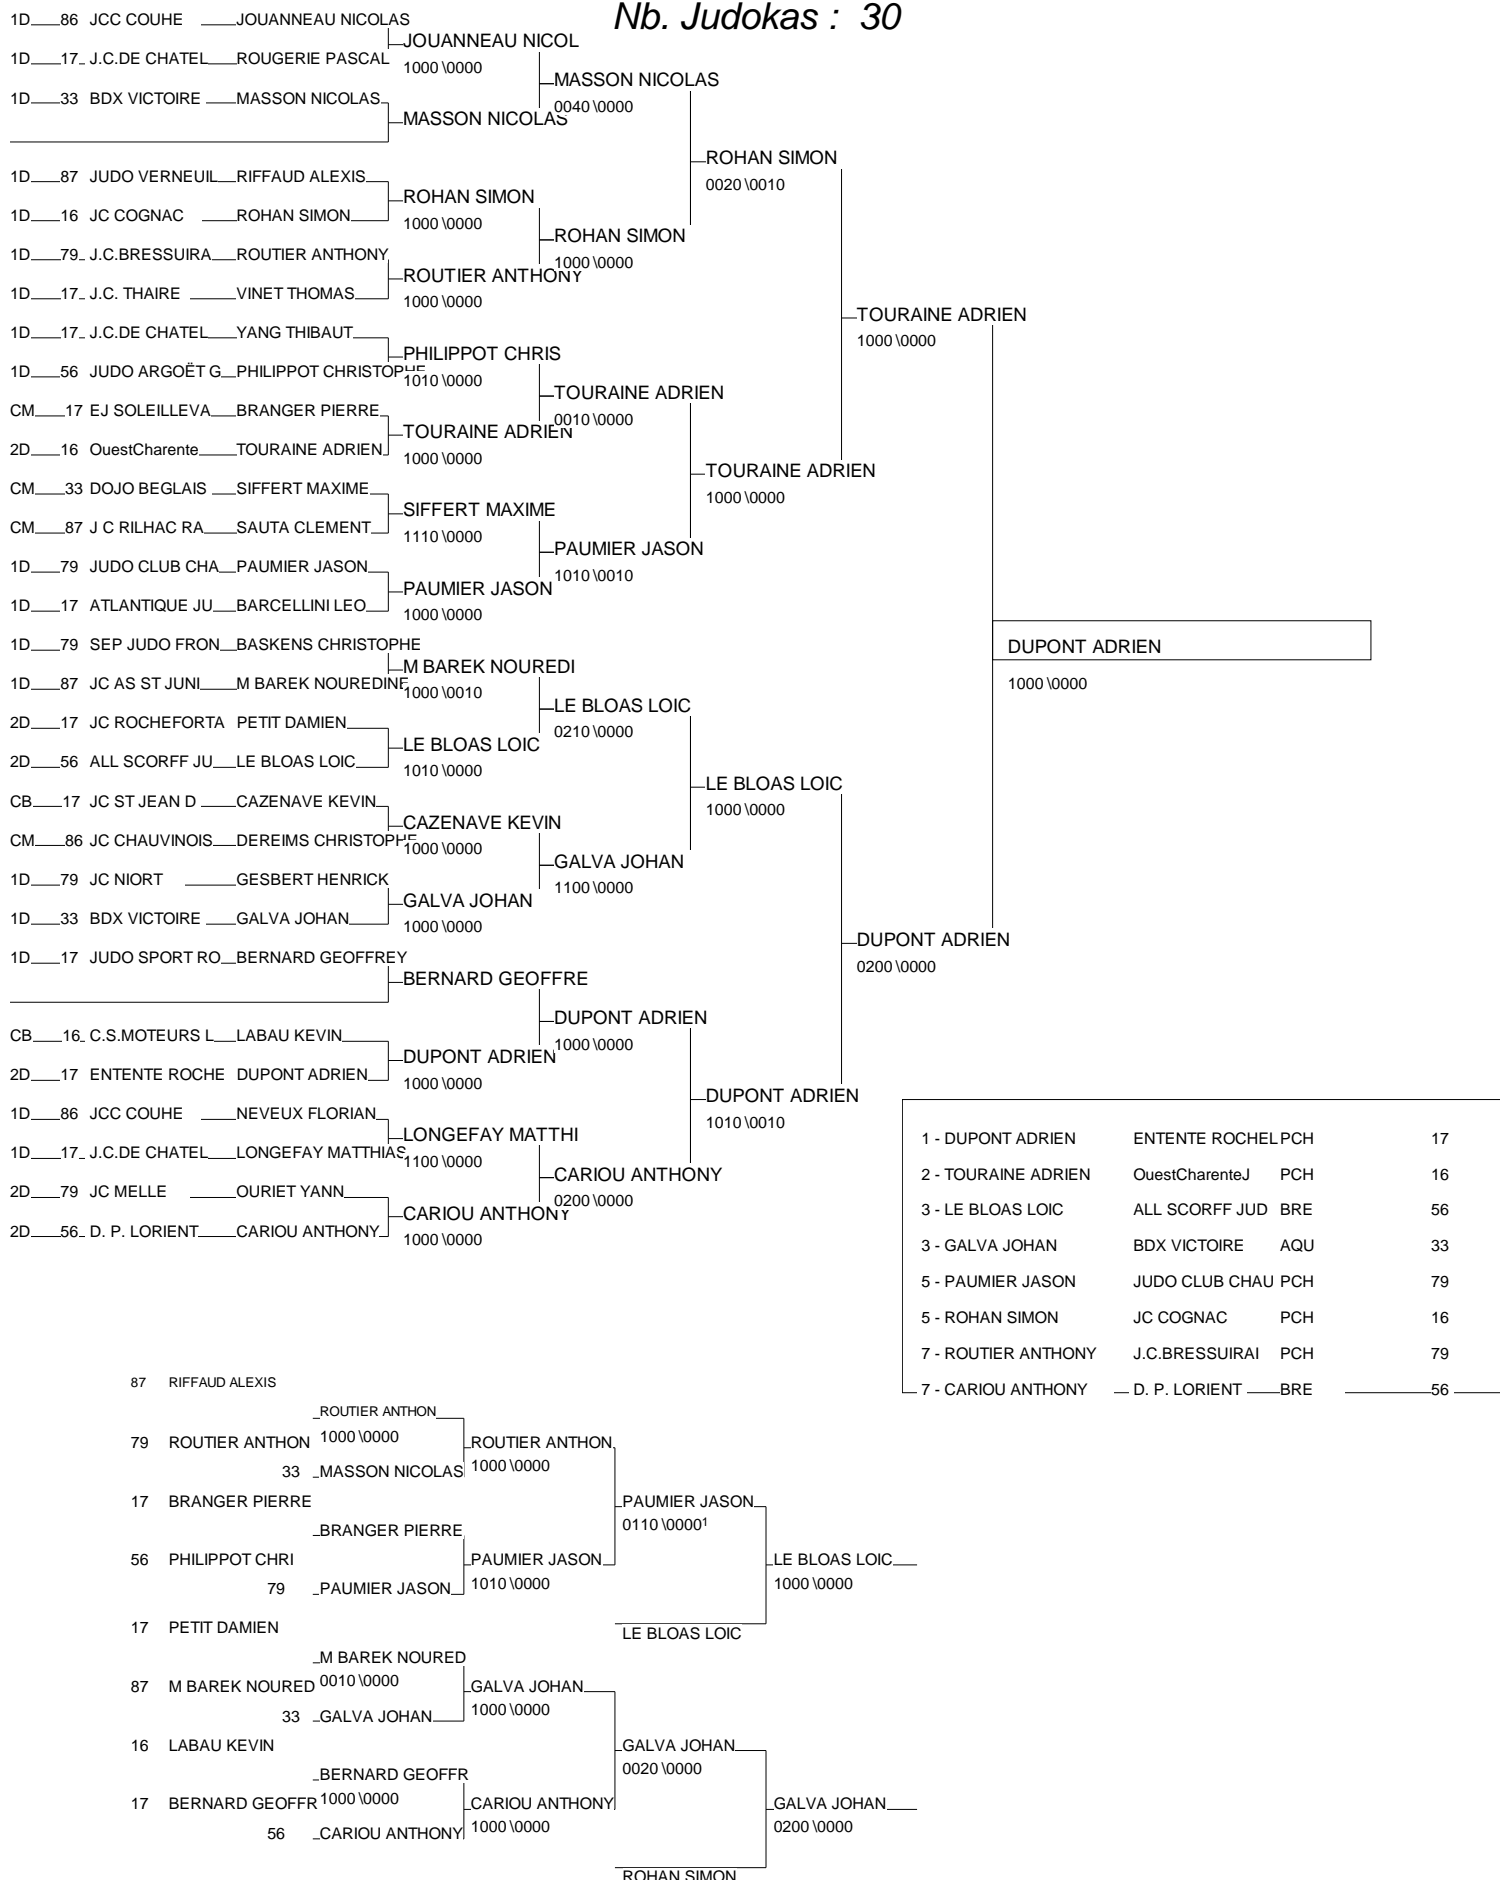 Nb. Judokas : 30
1D 86 JCC COUHE JOUANNEAU NICOLAS
JOUANNEAU NICOL
1D 17 J.C.DE CHATEL ROUGERIE PASCAL
1000 \0000
MASSON NICOLAS
1D 33 BDX VICTOIRE MASSON NICOLAS
0040 \0000
MASSON NICOLAS
ROHAN SIMON
1D 87 JUDO VERNEUIL RIFFAUD ALEXIS
0020 \0010
ROHAN SIMON
1D 16 JC COGNAC ROHAN SIMON
1000 \0000
ROHAN SIMON
1D 79 J.C.BRESSUIRA ROUTIER ANTHONY
1000 \0000
ROUTIER ANTHONY
1D 17 J.C. THAIRE VINET THOMAS
1000 \0000
TOURAINE ADRIEN
1D 17 J.C.DE CHATEL YANG THIBAUT
1000 \0000
PHILIPPOT CHRIS
1D 56 JUDO ARGOËT G PHILIPPOT CHRISTOPHE
1010 \0000
TOURAINE ADRIEN
CM 17 EJ SOLEILLEVA BRANGER PIERRE
0010 \0000
TOURAINE ADRIEN
2D 16 OuestCharente TOURAINE ADRIEN
1000 \0000
TOURAINE ADRIEN
CM 33 DOJO BEGLAIS SIFFERT MAXIME
1000 \0000
SIFFERT MAXIME
CM 87 J C RILHAC RA SAUTA CLEMENT
1110 \0000
PAUMIER JASON
1D 79 JUDO CLUB CHA PAUMIER JASON
1010 \0010
PAUMIER JASON
1D 17 ATLANTIQUE JU BARCELLINI LEO
1000 \0000
1D 79 SEP JUDO FRON BASKENS CHRISTOPHE
DUPONT ADRIEN
M BAREK NOUREDI
1D 87 JC AS ST JUNI M BAREK NOUREDINE
1000 \0000
1000 \0010
LE BLOAS LOIC
2D 17 JC ROCHEFORTA PETIT DAMIEN
0210 \0000
LE BLOAS LOIC
2D 56 ALL SCORFF JU LE BLOAS LOIC
1010 \0000
LE BLOAS LOIC
CB 17 JC ST JEAN D CAZENAVE KEVIN
1000 \0000
CAZENAVE KEVIN
CM 86 JC CHAUVINOIS DEREIMS CHRISTOPHE
1000 \0000
GALVA JOHAN
1D 79 JC NIORT GESBERT HENRICK
1100 \0000
GALVA JOHAN
1D 33 BDX VICTOIRE GALVA JOHAN
1000 \0000
DUPONT ADRIEN
1D 17 JUDO SPORT RO BERNARD GEOFFREY
0200 \0000
BERNARD GEOFFRE
DUPONT ADRIEN
CB 16 C.S.MOTEURS L LABAU KEVIN
1000 \0000
DUPONT ADRIEN
2D 17 ENTENTE ROCHE DUPONT ADRIEN
1000 \0000
DUPONT ADRIEN
1D 86 JCC COUHE NEVEUX FLORIAN
1010 \0010
LONGEFAY MATTHI
1D 17 J.C.DE CHATEL LONGEFAY MATTHIAS
1100 \0000
CARIOU ANTHONY
2D 79 JC MELLE OURIET YANN
0200 \0000
CARIOU ANTHONY
2D 56 D. P. LORIENT CARIOU ANTHONY
1000 \0000
1 - DUPONT ADRIEN ENTENTE ROCHEL PCH 17
2 - TOURAINE ADRIEN OuestCharenteJ PCH 16
3 - LE BLOAS LOIC ALL SCORFF JUD BRE 56
3 - GALVA JOHAN BDX VICTOIRE AQU 33
5 - PAUMIER JASON JUDO CLUB CHAU PCH 79
5 - ROHAN SIMON JC COGNAC PCH 16
7 - ROUTIER ANTHONY J.C.BRESSUIRAI PCH 79
7 - CARIOU ANTHONY D. P. LORIENT BRE 56
87 RIFFAUD ALEXIS
ROUTIER ANTHON
1000 \0000
79 ROUTIER ANTHON
ROUTIER ANTHON
1000 \0000
33 MASSON NICOLAS
17 BRANGER PIERRE
PAUMIER JASON
0110 \0000¹
BRANGER PIERRE
56 PHILIPPOT CHRI
PAUMIER JASON
LE BLOAS LOIC
1010 \0000
1000 \0000
79 PAUMIER JASON
17 PETIT DAMIEN
LE BLOAS LOIC
M BAREK NOURED
0010 \0000
87 M BAREK NOURED
GALVA JOHAN
1000 \0000
33 GALVA JOHAN
16 LABAU KEVIN
GALVA JOHAN
0020 \0000
BERNARD GEOFFR
1000 \0000
17 BERNARD GEOFFR
CARIOU ANTHONY
GALVA JOHAN
1000 \0000
0200 \0000
56 CARIOU ANTHONY
ROHAN SIMON